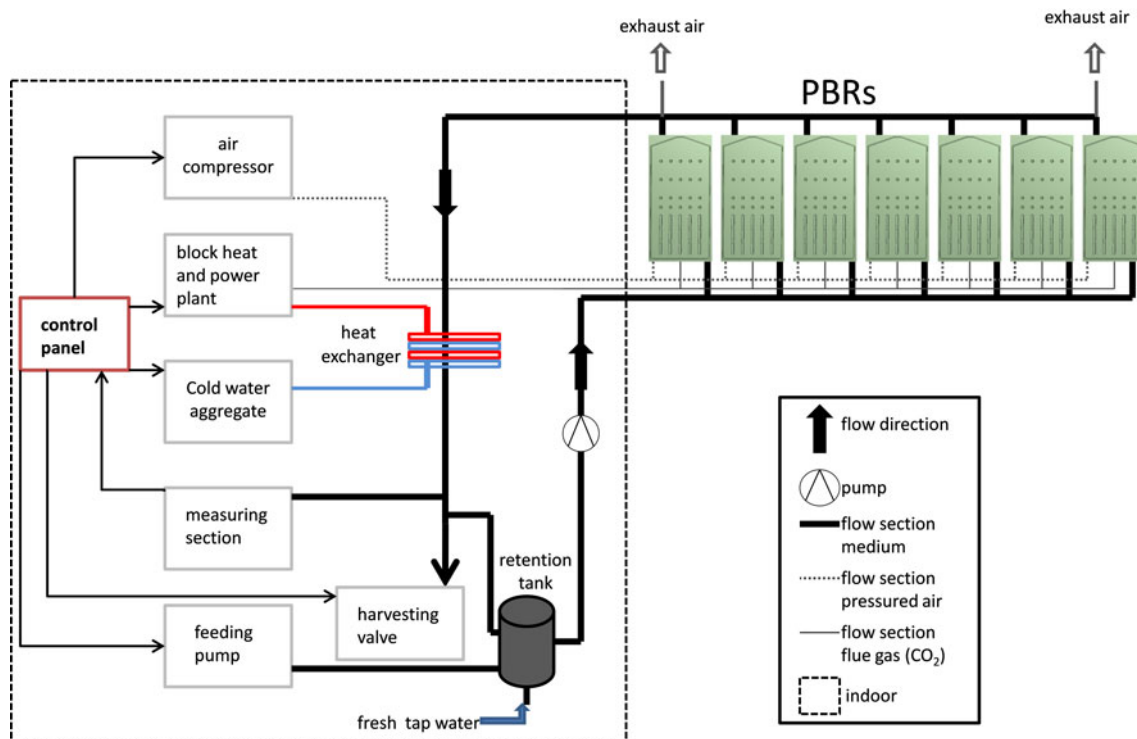 exhaust air
exhaust air
PBRs
air
compressor
block heat
and power
plant
control
panel
heat
exchanger
Cold water
aggregate
measuring
section
retention
tank
harvesting
valve
feeding
pump
fresh tap water
flow direction
pump
flow section
medium
flow section
pressured air
flow section
flue gas (CO₂)
indoor